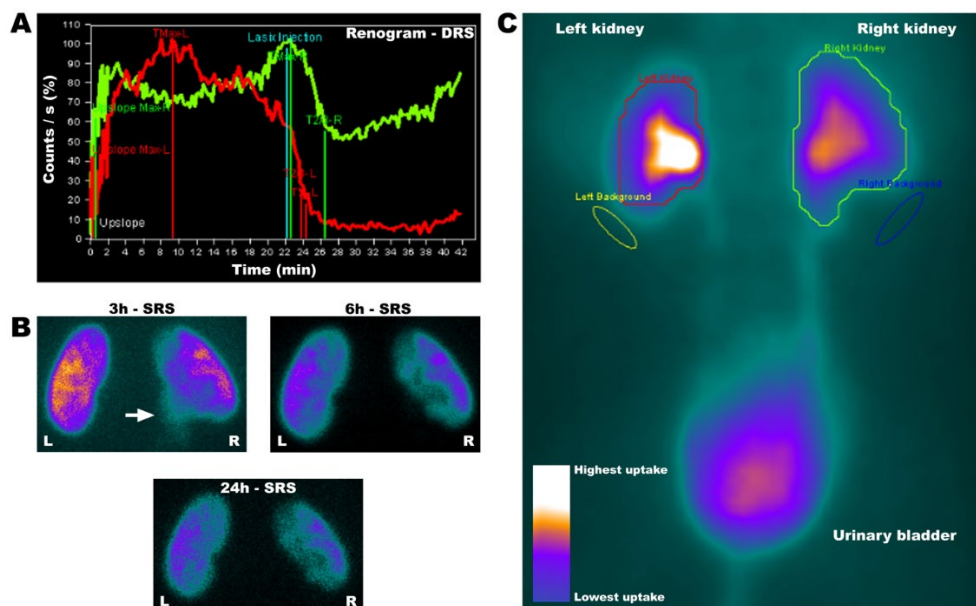 A
Renogram - DRS
TMax-L
Lasix Injection
Upslope Max-R
Upslope Max-L
T2/3-R
Upslope
Counts / s (%)
110
100
90
80
70
60
50
40
30
20
10
0
0 2 4 6 8 10 12 14 16 18 20 22 24 26 28 30 32 34 36 38 40 42
Time (min)
B
3h - SRS
L
R
6h - SRS
L
R
24h - SRS
L
R
C
Left kidney
Right kidney
Right Kidney
Left Kidney
Left Background
Right Background
Highest uptake
Lowest uptake
Urinary bladder